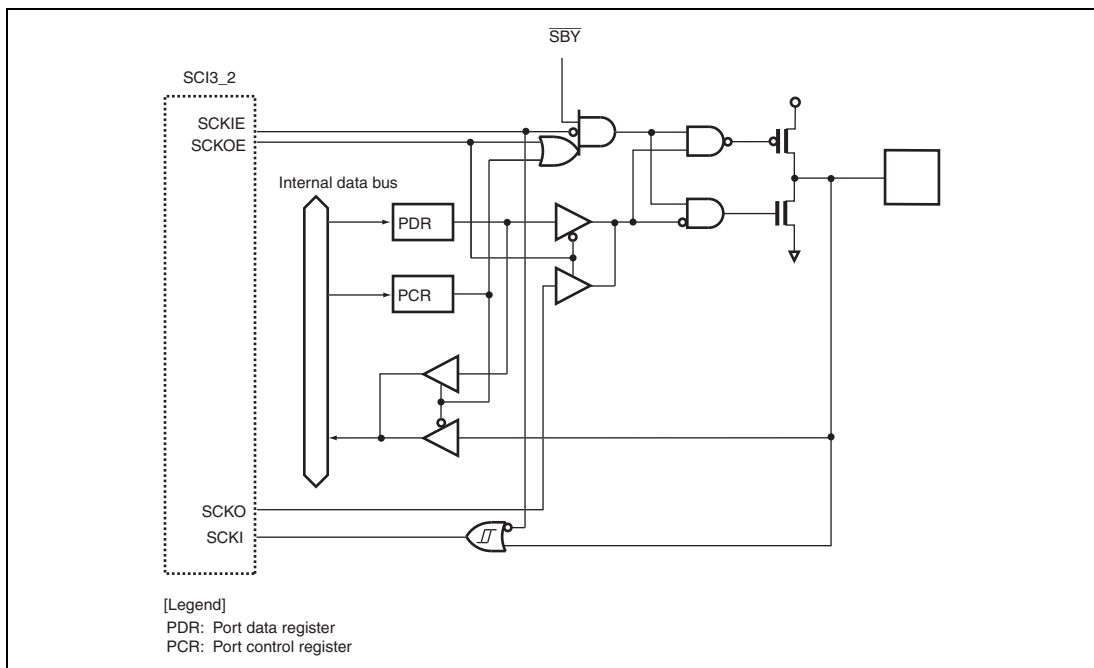 SBY
SCI3_2
SCKIE
SCKOE
Internal data bus
PDR
PCR
SCKO
SCKI
[Legend]
PDR: Port data register
PCR: Port control register